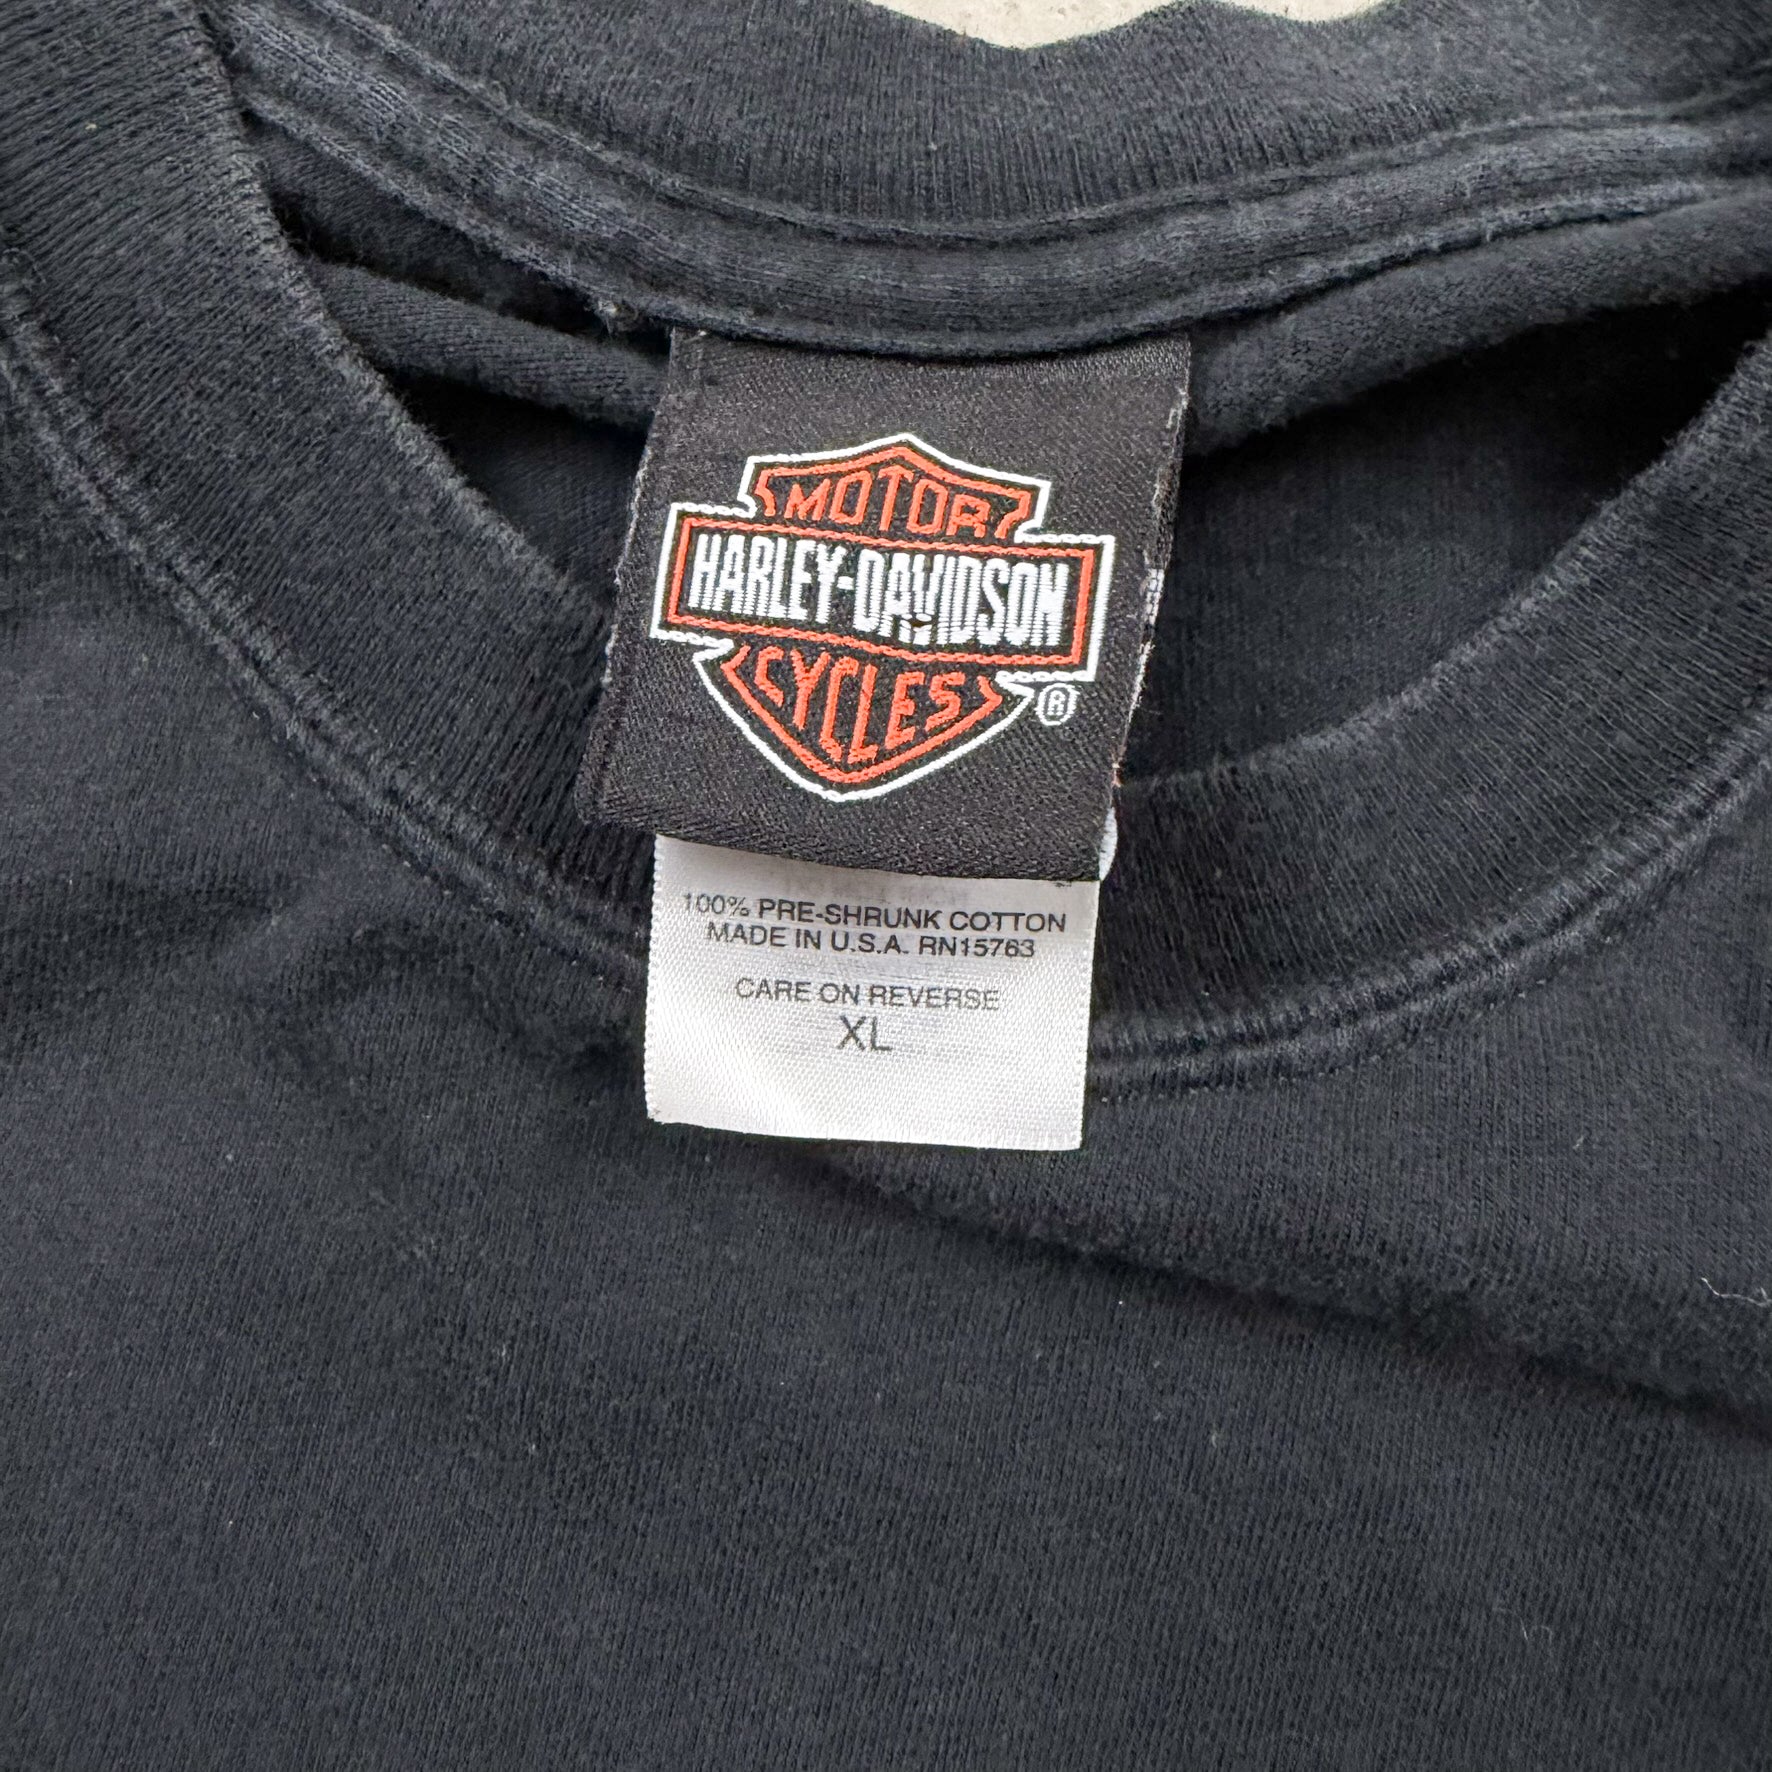 MOTOR
HARLEY-DAVIDSON
CYCLES
®
100% PRE-SHRUNK COTTON
MADE IN U.S.A. RN15763
CARE ON REVERSE
XL